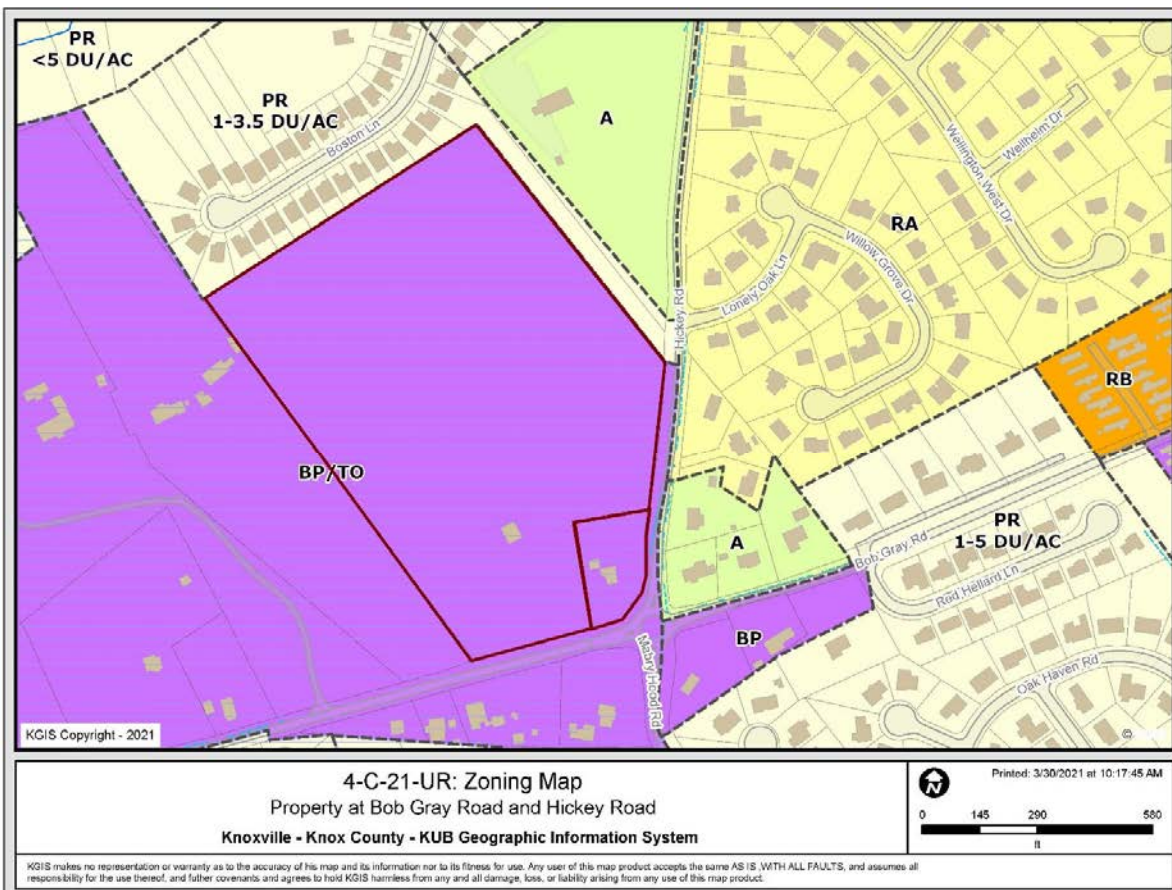 PR
<5 DU/AC
PR
1-3.5 DU/AC
Boston Ln
A
Wellington West Dr
Wellhelm Dr
RA
Willow Grove Dr
Lonely Oak Ln
Hickey Rd
RB
BP/TO
PR
1-5 DU/AC
A
Bob Gray Rd
Rod Hellard Ln
BP
Mabry Hood Rd
Oak Haven Rd
KGIS Copyright - 2021
©
4-C-21-UR: Zoning Map
Property at Bob Gray Road and Hickey Road
Knoxville - Knox County - KUB Geographic Information System
N
Printed: 3/30/2021 at 10:17:45 AM
0 145 290 580
ft
KGIS makes no representation or warranty as to the accuracy of his map and its information nor to its fitness for use. Any user of this map product accepts the same AS IS ,WITH ALL FAULTS, and assumes all
responsibility for the use thereof, and futher covenants and agrees to hold KGIS harmless from any and all damage, loss, or liability arising from any use of this map product.